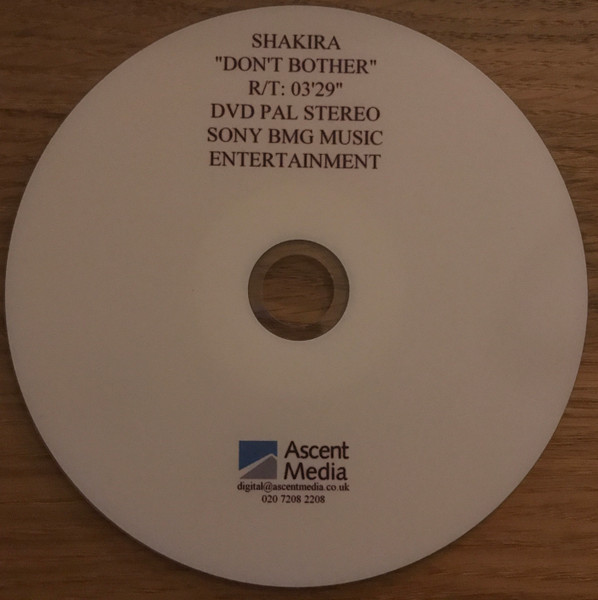 SHAKIRA
"DON'T BOTHER"
R/T: 03'29"
DVD PAL STEREO
SONY BMG MUSIC
ENTERTAINMENT
Ascent
Media
digital@ascentmedia.co.uk
020 7208 2208